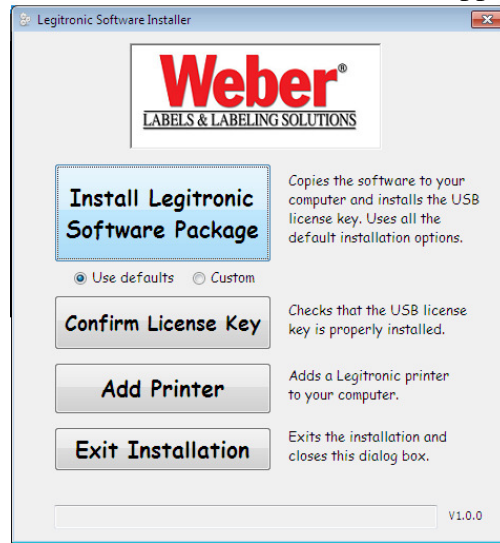 Legitronic Software Installer
Weber®
LABELS & LABELING SOLUTIONS
Install Legitronic
Software Package
Copies the software to your
computer and installs the USB
license key. Uses all the
default installation options.
Use defaults Custom
Confirm License Key
Checks that the USB license
key is properly installed.
Add Printer
Adds a Legitronic printer
to your computer.
Exit Installation
Exits the installation and
closes this dialog box.
V1.0.0